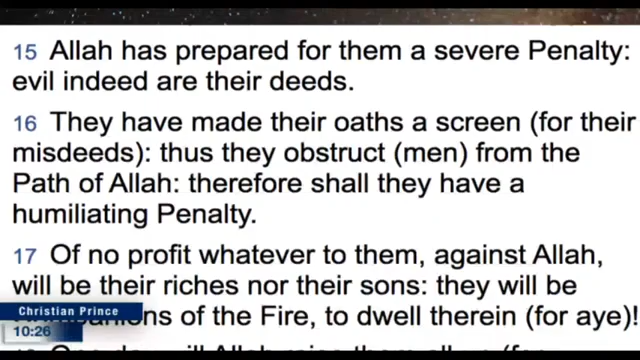 15 Allah has prepared for them a severe Penalty:
evil indeed are their deeds.
16 They have made their oaths a screen (for their
misdeeds): thus they obstruct (men) from the
Path of Allah: therefore shall they have a
humiliating Penalty.
17 Of no profit whatever to them, against Allah,
will be their riches nor their sons: they will be
of the Fire, to dwell therein (for aye)!
Christian Prince
10:26